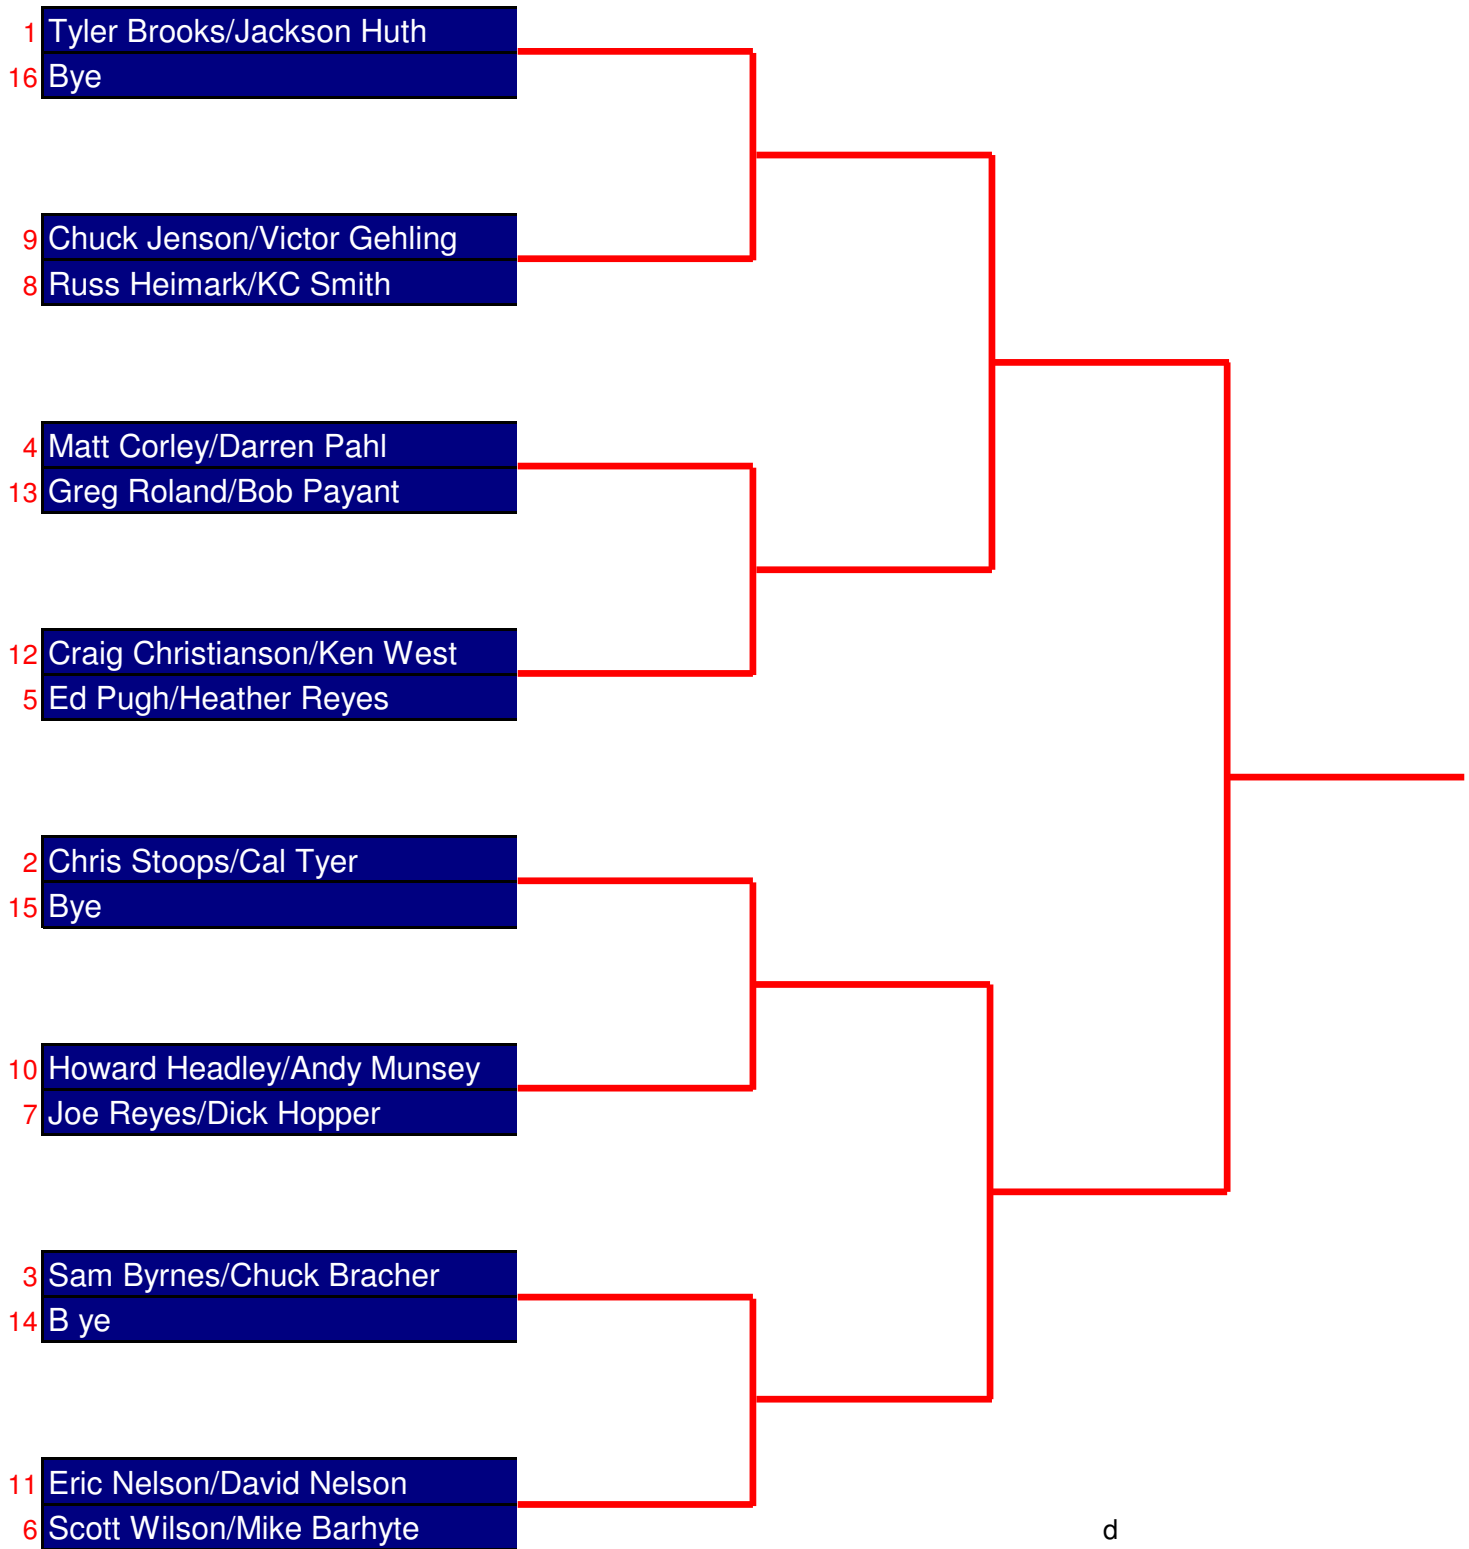 1 Tyler Brooks/Jackson Huth
16 Bye
9 Chuck Jenson/Victor Gehling
8 Russ Heimark/KC Smith
4 Matt Corley/Darren Pahl
13 Greg Roland/Bob Payant
12 Craig Christianson/Ken West
5 Ed Pugh/Heather Reyes
2 Chris Stoops/Cal Tyer
15 Bye
10 Howard Headley/Andy Munsey
7 Joe Reyes/Dick Hopper
3 Sam Byrnes/Chuck Bracher
14 B ye
11 Eric Nelson/David Nelson
6 Scott Wilson/Mike Barhyte
d